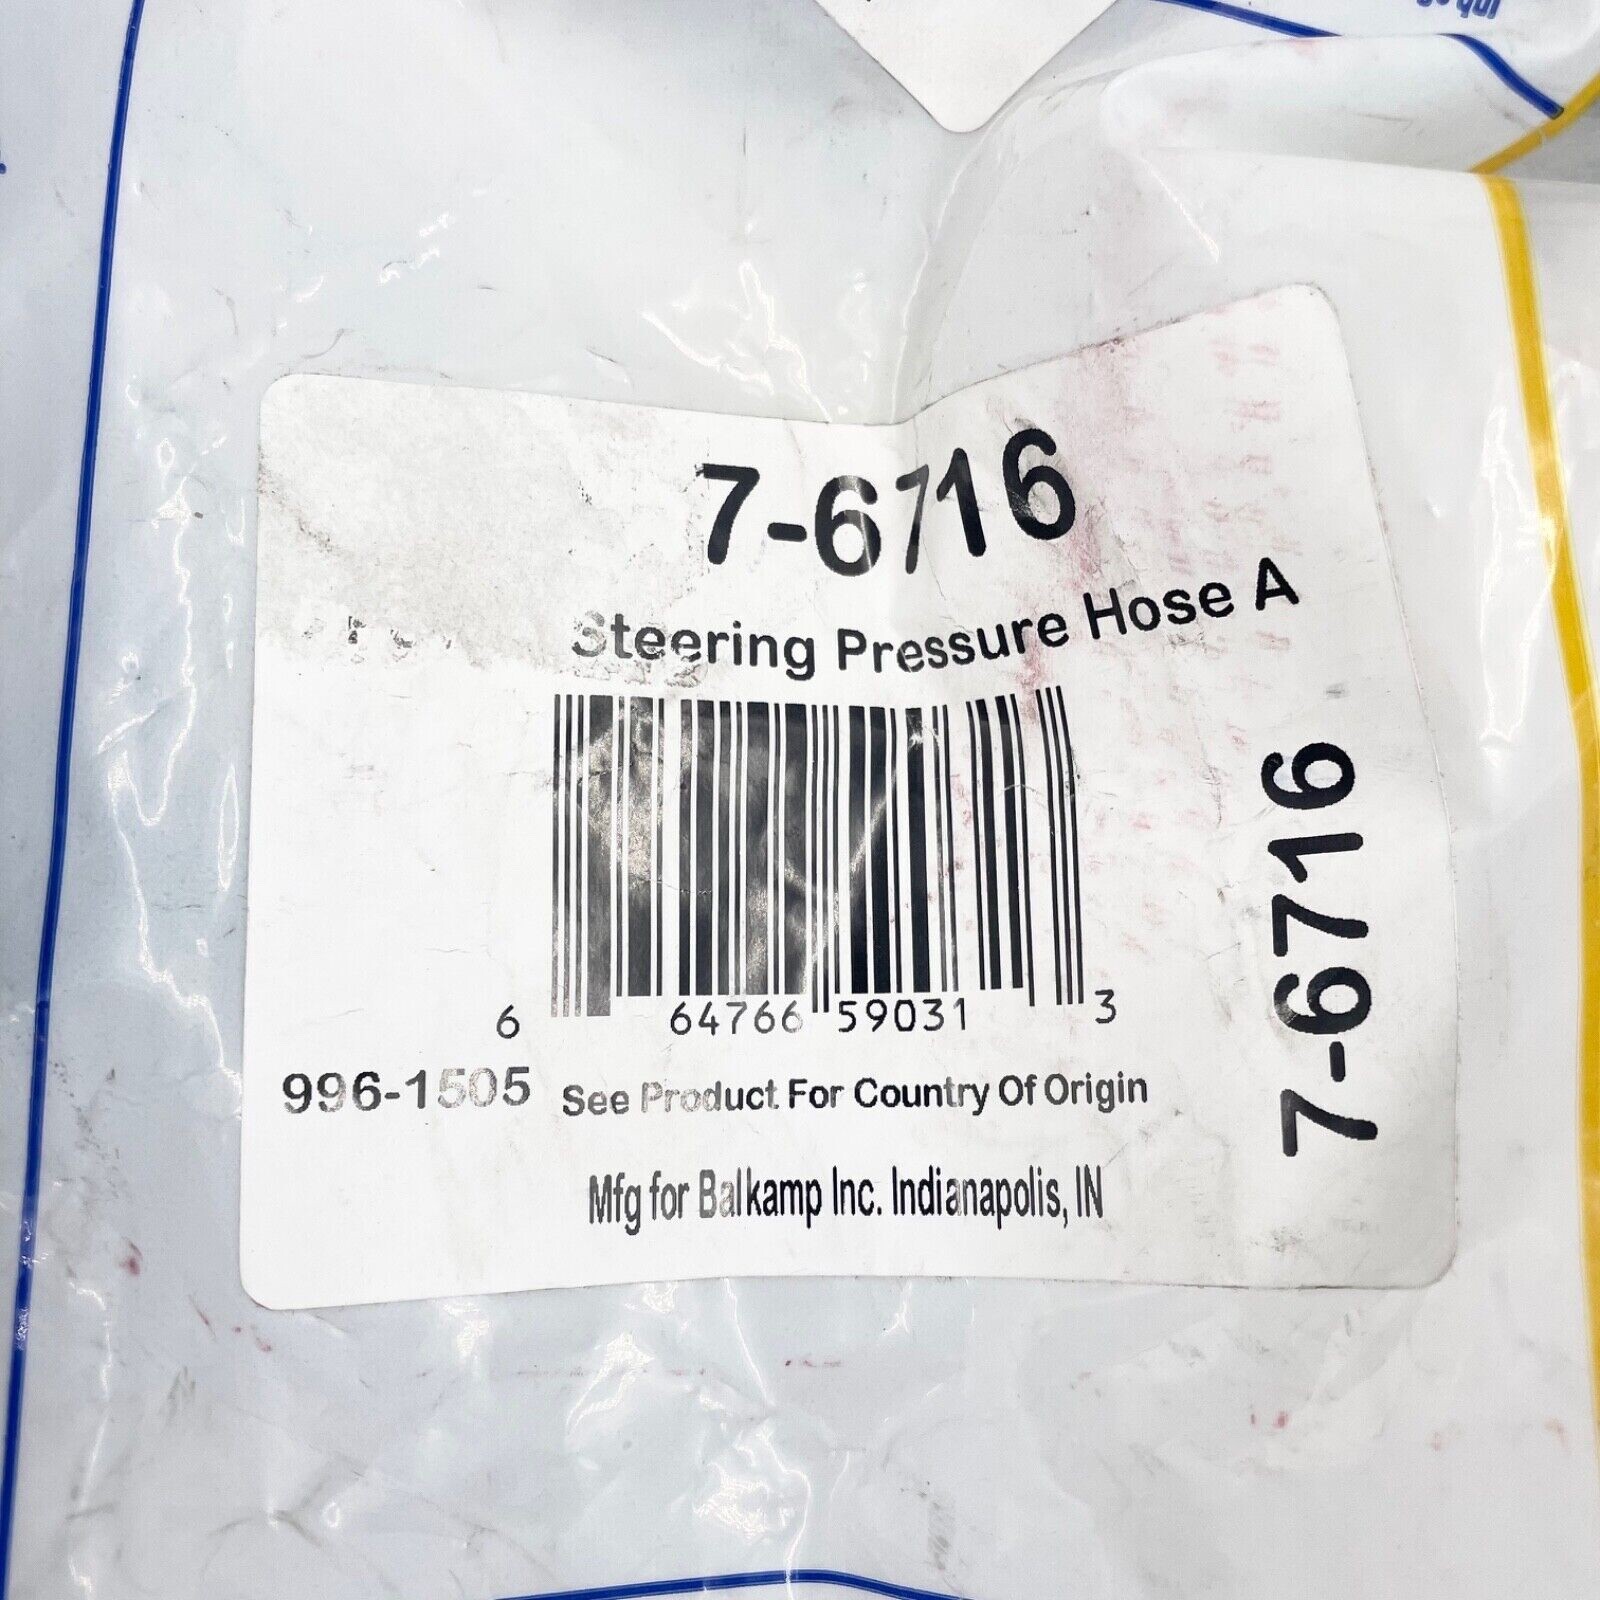 7-6716
Steering Pressure Hose A
6 64766 59031 3
996-1505 See Product For Country Of Origin
Mfg for Balkamp Inc. Indianapolis, IN
7-6716